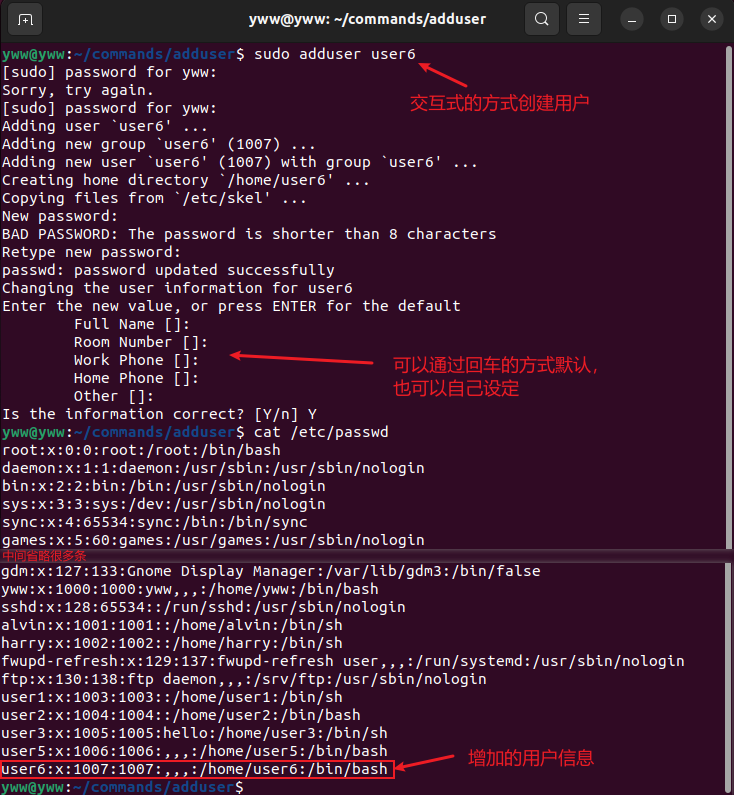 yww@yww: ~/commands/adduser
yww@yww:~/commands/adduser$ sudo adduser user6
[sudo] password for yww:
Sorry, try again.
交互式的方式创建用户
[sudo] password for yww:
Adding user `user6' ...
Adding new group `user6' (1007) ...
Adding new user `user6' (1007) with group `user6' ...
Creating home directory `/home/user6' ...
Copying files from `/etc/skel' ...
New password:
BAD PASSWORD: The password is shorter than 8 characters
Retype new password:
passwd: password updated successfully
Changing the user information for user6
Enter the new value, or press ENTER for the default
Full Name []:
Room Number []:
Work Phone []:
可以通过回车的方式默认，
Home Phone []:
也可以自己设定
Other []:
Is the information correct? [Y/n] Y
yww@yww:~/commands/adduser$ cat /etc/passwd
root:x:0:0:root:/root:/bin/bash
daemon:x:1:1:daemon:/usr/sbin:/usr/sbin/nologin
bin:x:2:2:bin:/bin:/usr/sbin/nologin
sys:x:3:3:sys:/dev:/usr/sbin/nologin
sync:x:4:65534:sync:/bin:/bin/sync
games:x:5:60:games:/usr/games:/usr/sbin/nologin
中间省略很多条
gdm:x:127:133:Gnome Display Manager:/var/lib/gdm3:/bin/false
yww:x:1000:1000:yww,,,:/home/yww:/bin/bash
sshd:x:128:65534::/run/sshd:/usr/sbin/nologin
alvin:x:1001:1001::/home/alvin:/bin/sh
harry:x:1002:1002::/home/harry:/bin/sh
fwupd-refresh:x:129:137:fwupd-refresh user,,,:/run/systemd:/usr/sbin/nologin
ftp:x:130:138:ftp daemon,,,:/srv/ftp:/usr/sbin/nologin
user1:x:1003:1003::/home/user1:/bin/sh
user2:x:1004:1004::/home/user2:/bin/bash
user3:x:1005:1005:hello:/home/user3:/bin/sh
user5:x:1006:1006:,,,:/home/user5:/bin/bash
增加的用户信息
user6:x:1007:1007:,,,:/home/user6:/bin/bash
yww@yww:~/commands/adduser$